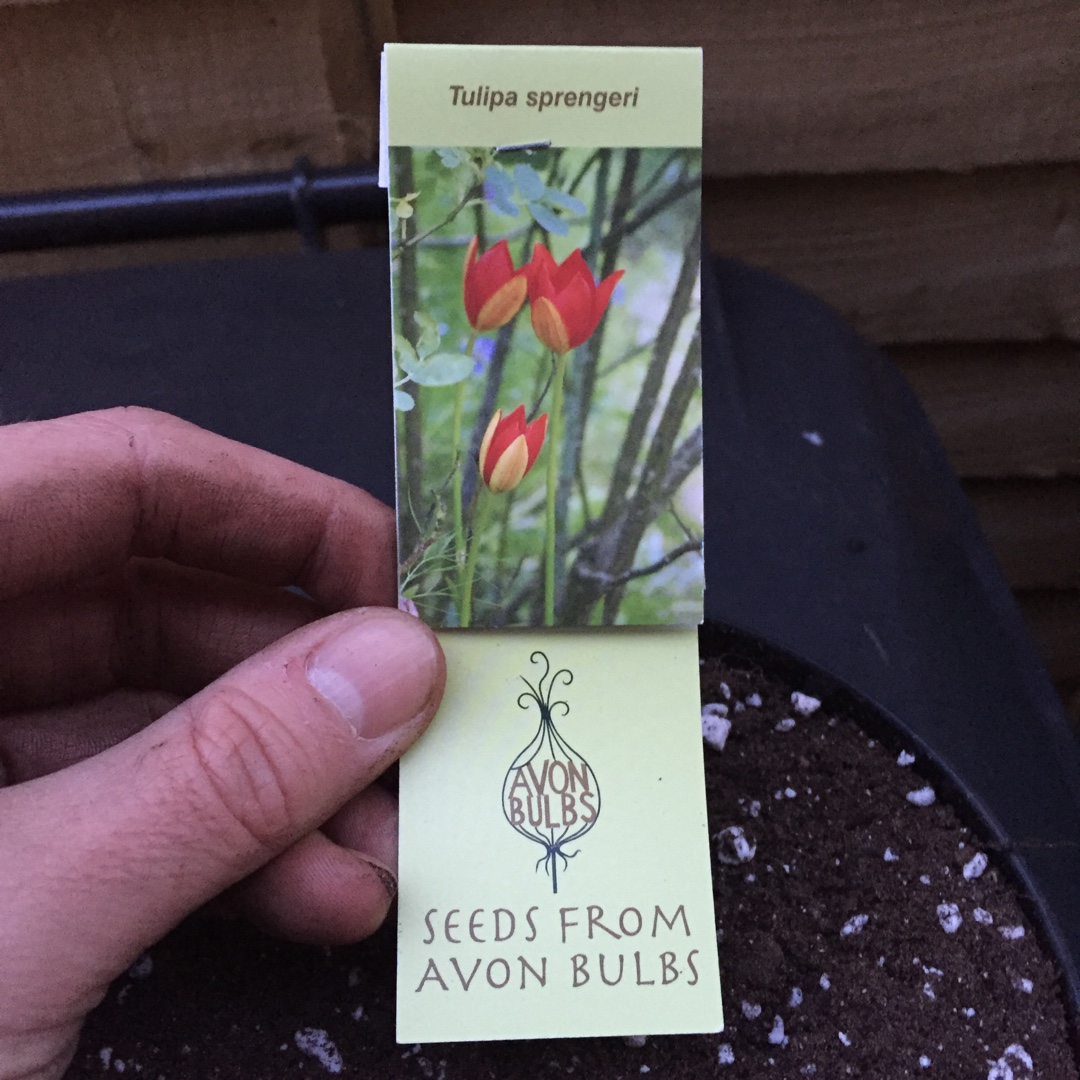 Tulipa sprengeri
AVON
BULBS
SEEDS FROM
AVON BULBS